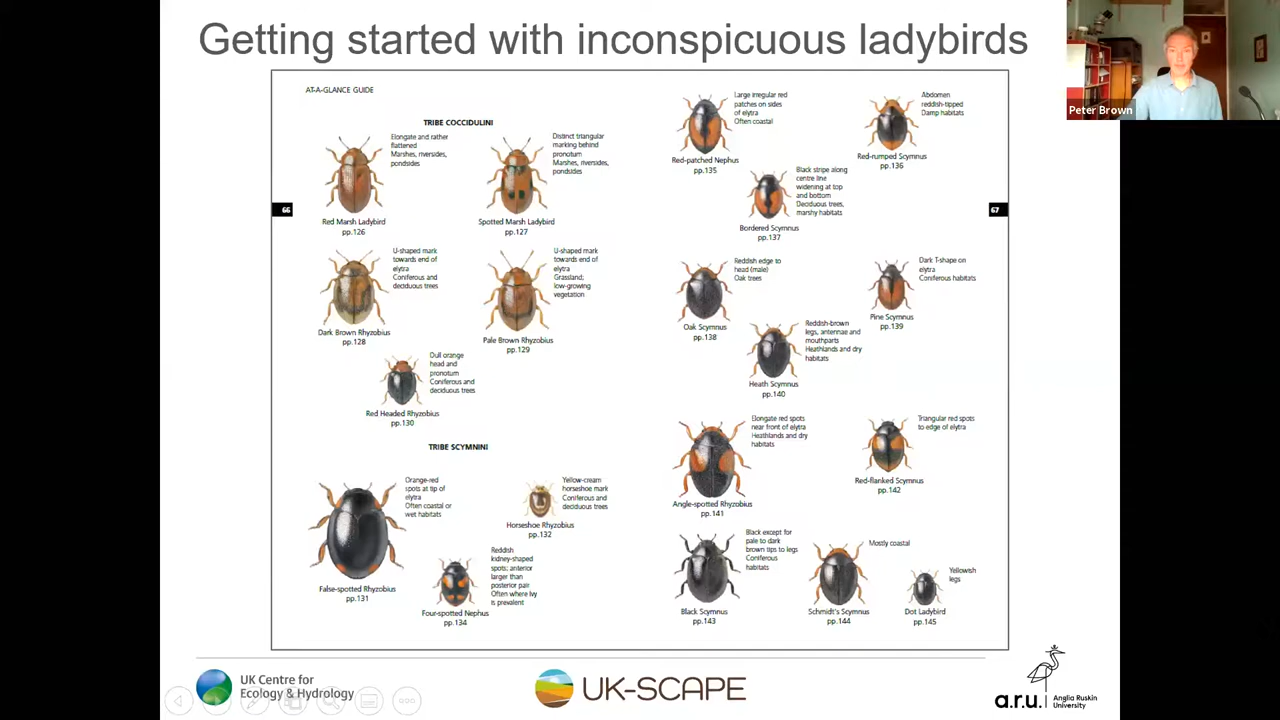 Getting started with inconspicuous ladybirds
Peter Brown
AT-A-GLANCE GUIDE
TRIBE COCCIDULINI
Elongate and rather
flattened
Marshes, riversides,
pondsides
Red Marsh Ladybird
pp.126
Distinct triangular
marking behind
pronotum
Marshes, riversides,
pondsides
Spotted Marsh Ladybird
pp.127
66
U-shaped mark
towards end of
elytra
Coniferous and
deciduous trees
Dark Brown Rhyzobius
pp.128
U-shaped mark
towards end of
elytra
Grassland;
low-growing
vegetation
Pale Brown Rhyzobius
pp.129
Dull orange
head and
pronotum
Coniferous and
deciduous trees
Red Headed Rhyzobius
pp.130
TRIBE SCYMNINI
Orange-red
spots at tip of
elytra
Often coastal or
wet habitats
False-spotted Rhyzobius
pp.131
Yellow-cream
horseshoe mark
Coniferous and
deciduous trees
Horseshoe Rhyzobius
pp.132
Reddish
kidney-shaped
spots; anterior
larger than
posterior pair
Often where Ivy
is prevalent
Four-spotted Nephus
pp.134
Large irregular red
patches on sides
of elytra
Often coastal
Red-patched Nephus
pp.135
Abdomen
reddish-tipped
Damp habitats
Red-rumped Scymnus
pp.136
Black stripe along
centre line
widening at top
and bottom
Deciduous trees,
marshy habitats
Bordered Scymnus
pp.137
67
Reddish edge to
head (male)
Oak trees
Oak Scymnus
pp.138
Dark T-shape on
elytra
Coniferous habitats
Pine Scymnus
pp.139
Reddish-brown
legs, antennae and
mouthparts
Heathlands and dry
habitats
Heath Scymnus
pp.140
Elongate red spots
near front of elytra
Heathlands and dry
habitats
Angle-spotted Rhyzobius
pp.141
Triangular red spots
to edge of elytra
Red-flanked Scymnus
pp.142
Black except for
pale to dark
brown tips to legs
Coniferous
habitats
Black Scymnus
pp.143
Mostly coastal
Schmidt's Scymnus
pp.144
Yellowish
legs
Dot Ladybird
pp.145
UK Centre for
Ecology & Hydrology
UK-SCAPE
a.r.u.
Anglia Ruskin
University